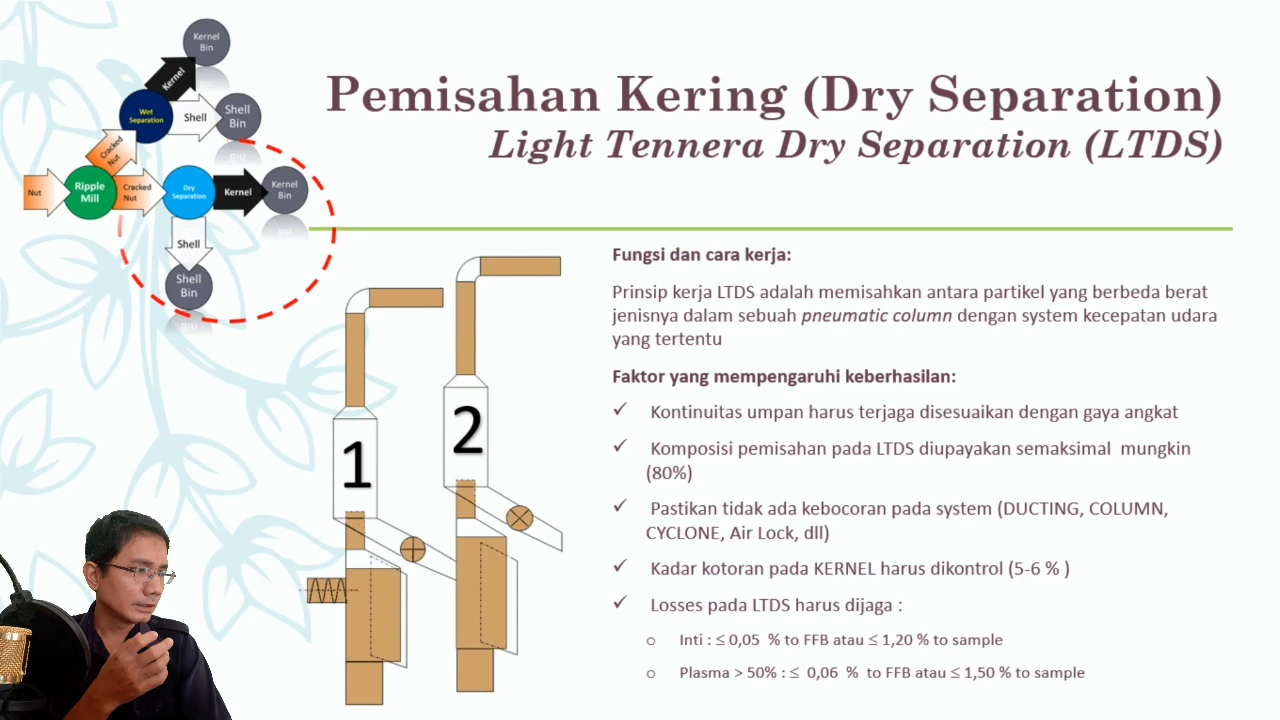 Kernel
Bin
Kernel
Wet
Separation
Shell
Shell
Bin
Cracked
Nut
Nut
Ripple
Mill
Cracked
Nut
Dry
Separation
Kernel
Kernel
Bin
Shell
Shell
Bin
Pemisahan Kering (Dry Separation)
Light Tennera Dry Separation (LTDS)
1
2
Fungsi dan cara kerja:
Prinsip kerja LTDS adalah memisahkan antara partikel yang berbeda berat
jenisnya dalam sebuah pneumatic column dengan system kecepatan udara
yang tertentu
Faktor yang mempengaruhi keberhasilan:
✓ Kontinuitas umpan harus terjaga disesuaikan dengan gaya angkat
✓ Komposisi pemisahan pada LTDS diupayakan semaksimal mungkin
(80%)
✓ Pastikan tidak ada kebocoran pada system (DUCTING, COLUMN,
CYCLONE, Air Lock, dll)
✓ Kadar kotoran pada KERNEL harus dikontrol (5-6 % )
✓ Losses pada LTDS harus dijaga :
o Inti : ≤ 0,05 % to FFB atau ≤ 1,20 % to sample
o Plasma > 50% : ≤ 0,06 % to FFB atau ≤ 1,50 % to sample